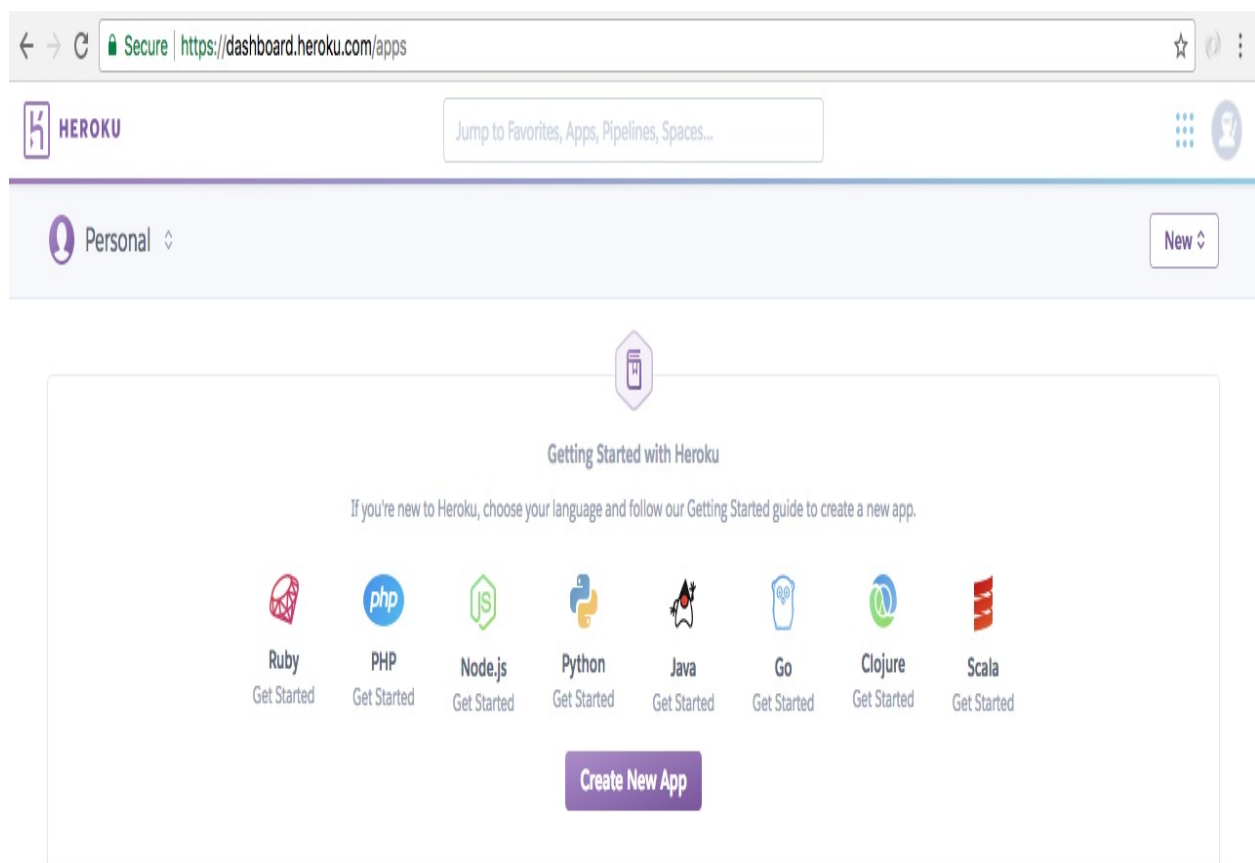 Secure | https://dashboard.heroku.com/apps
HEROKU
Jump to Favorites, Apps, Pipelines, Spaces...
Personal
New
Getting Started with Heroku
If you're new to Heroku, choose your language and follow our Getting Started guide to create a new app.
php
JS
Ruby PHP Node.js Python Java Go Clojure Scala
Get Started Get Started Get Started Get Started Get Started Get Started Get Started Get Started
Create New App